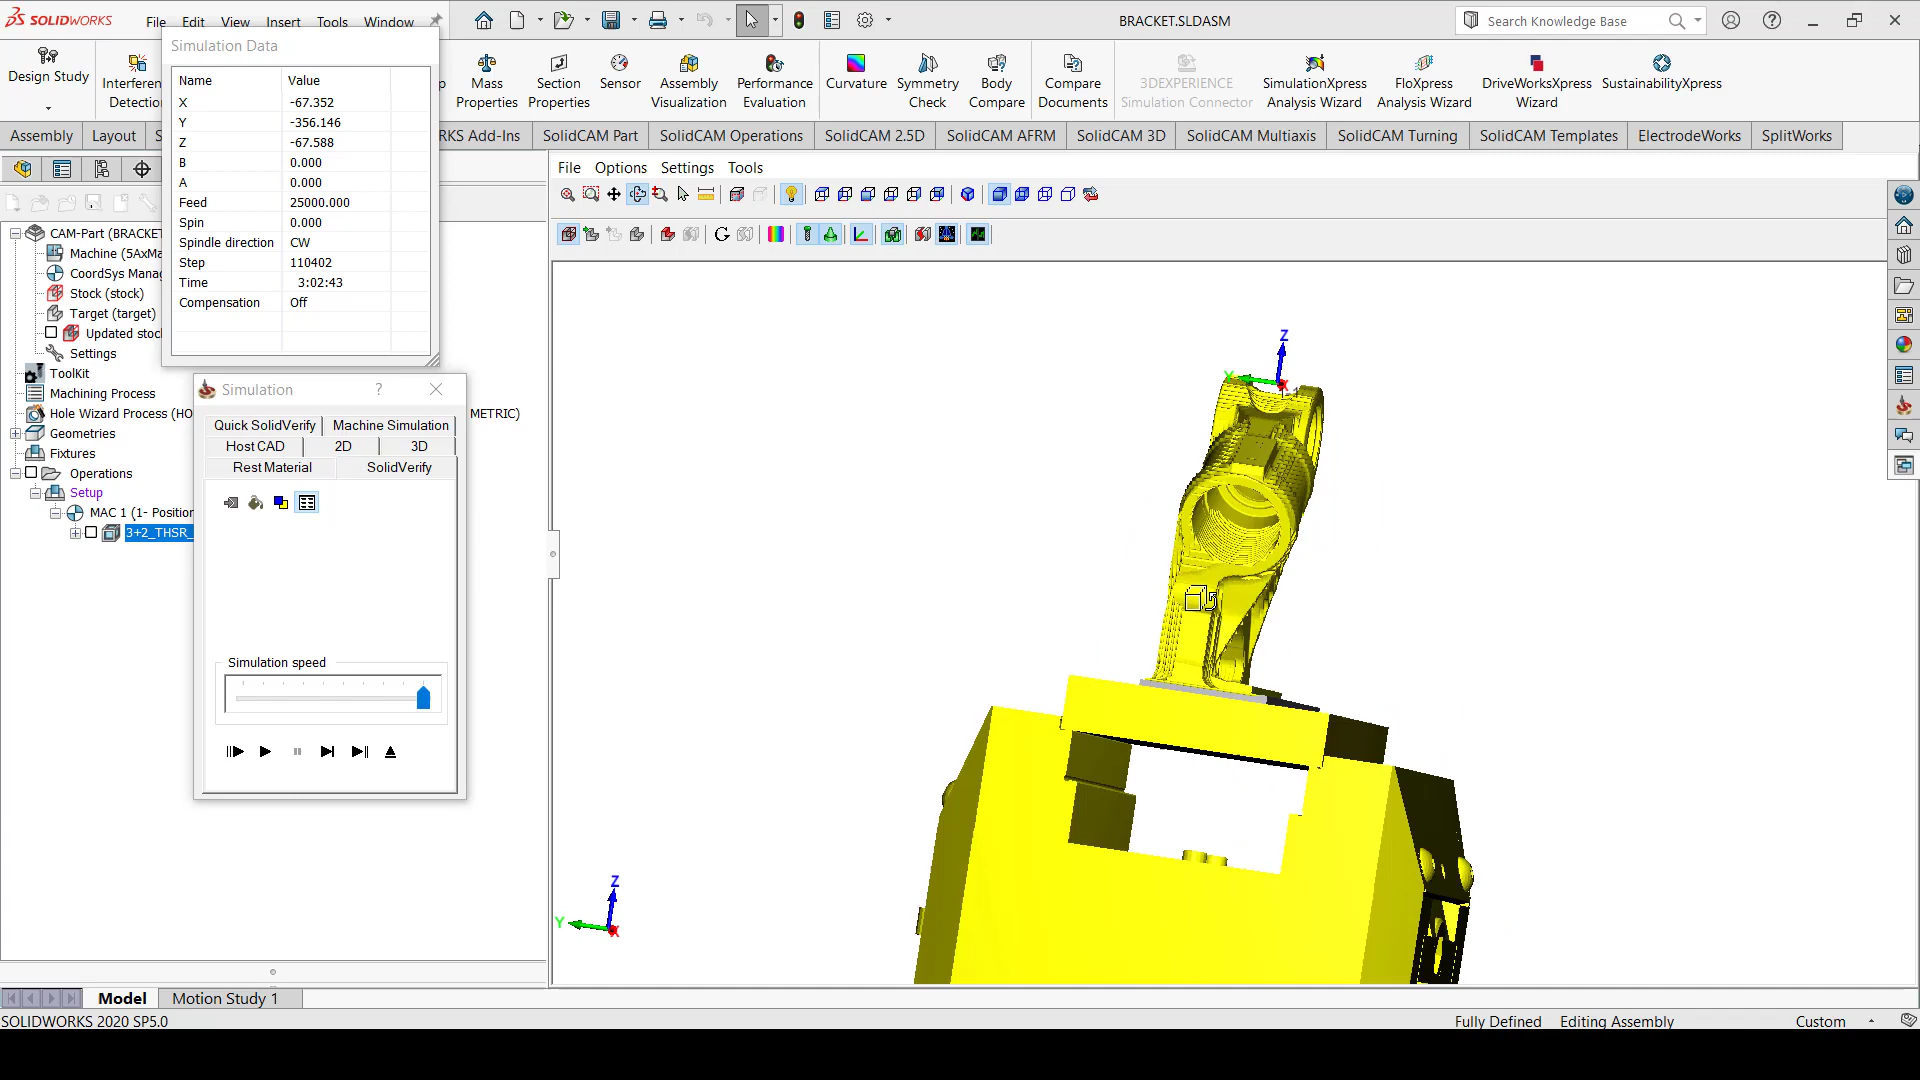 SOLIDWORKS File Edit View Insert Tools Window BRACKET.SLDASM Search Knowledge Base
Simulation Data
Design Study
Interferen
Detection
p
Mass
Properties
Section
Properties
Sensor
Assembly
Visualization
Performance
Evaluation
Curvature
Symmetry
Check
Body
Compare
Compare
Documents
3DEXPERIENCE
Simulation Connector
SimulationXpress
Analysis Wizard
FloXpress
Analysis Wizard
DriveWorksXpress
Wizard
SustainabilityXpress
Assembly Layout S RKS Add-Ins SolidCAM Part SolidCAM Operations SolidCAM 2.5D SolidCAM AFRM SolidCAM 3D SolidCAM Multiaxis SolidCAM Turning SolidCAM Templates ElectrodeWorks SplitWorks
Name Value
X -67.352
Y -356.146
Z -67.588
B 0.000
A 0.000
Feed 25000.000
Spin 0.000
Spindle direction CW
Step 110402
Time 3:02:43
Compensation Off
File Options Settings Tools
CAM-Part (BRACKET
Machine (5AxMa
CoordSys Manag
Stock (stock)
Target (target)
Updated stoc
Settings
ToolKit
Machining Process
Hole Wizard Process (HO METRIC)
Geometries
Fixtures
Operations
Setup
MAC 1 (1- Position
3+2_THSR_
Simulation ?
Quick SolidVerify Machine Simulation
Host CAD 2D 3D
Rest Material SolidVerify
Simulation speed
Z
Y X
Z
Y X
Model Motion Study 1
SOLIDWORKS 2020 SP5.0 Fully Defined Editing Assembly Custom